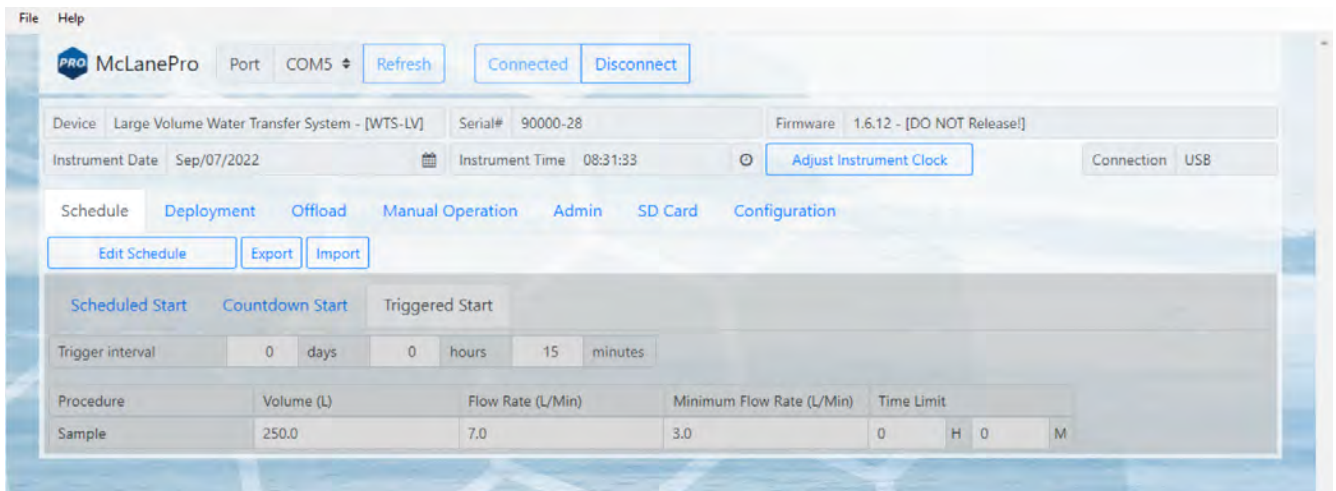 File Help
PRO McLanePro Port COM5 Refresh Connected Disconnect
Device Large Volume Water Transfer System - [WTS-LV] Serial# 90000-28 Firmware 1.6.12 - [DO NOT Release!]
Instrument Date Sep/07/2022 Instrument Time 08:31:33 Adjust Instrument Clock Connection USB
Schedule Deployment Offload Manual Operation Admin SD Card Configuration
Edit Schedule Export Import
Scheduled Start Countdown Start Triggered Start
Trigger interval 0 days 0 hours 15 minutes
Procedure Volume (L) Flow Rate (L/Min) Minimum Flow Rate (L/Min) Time Limit
Sample 250.0 7.0 3.0 0 H 0 M